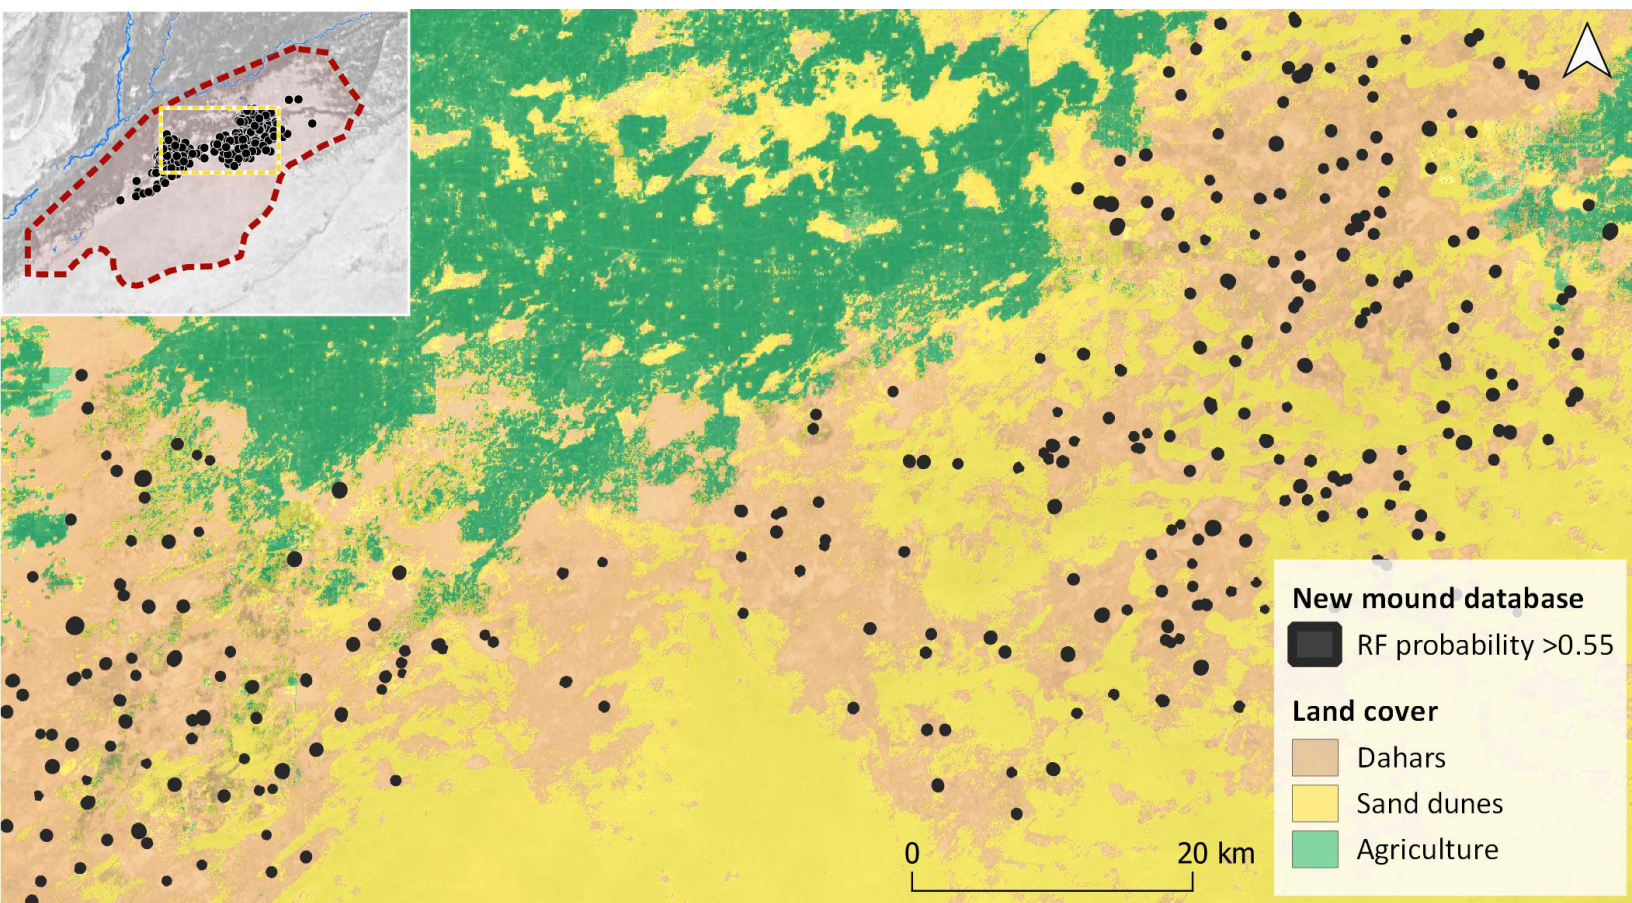 New mound database
RF probability >0.55
Land cover
Dahars
Sand dunes
Agriculture
0 20 km